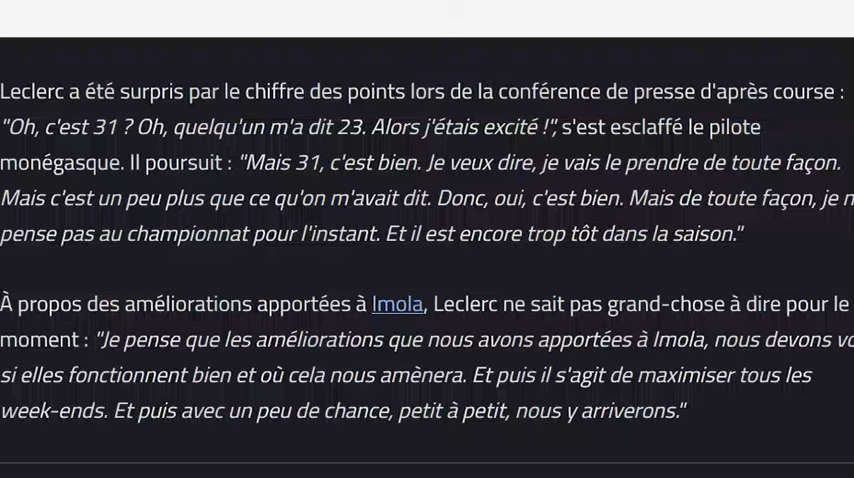 Leclerc a été surpris par le chiffre des points lors de la conférence de presse d'après course :
"Oh, c'est 31 ? Oh, quelqu'un m'a dit 23. Alors j'étais excité !", s'est esclaffé le pilote
monégasque. Il poursuit : "Mais 31, c'est bien. Je veux dire, je vais le prendre de toute façon.
Mais c'est un peu plus que ce qu'on m'avait dit. Donc, oui, c'est bien. Mais de toute façon, je n
pense pas au championnat pour l'instant. Et il est encore trop tôt dans la saison."
À propos des améliorations apportées à Imola, Leclerc ne sait pas grand-chose à dire pour le
moment : "Je pense que les améliorations que nous avons apportées à Imola, nous devons vo
si elles fonctionnent bien et où cela nous amènera. Et puis il s'agit de maximiser tous les
week-ends. Et puis avec un peu de chance, petit à petit, nous y arriverons."